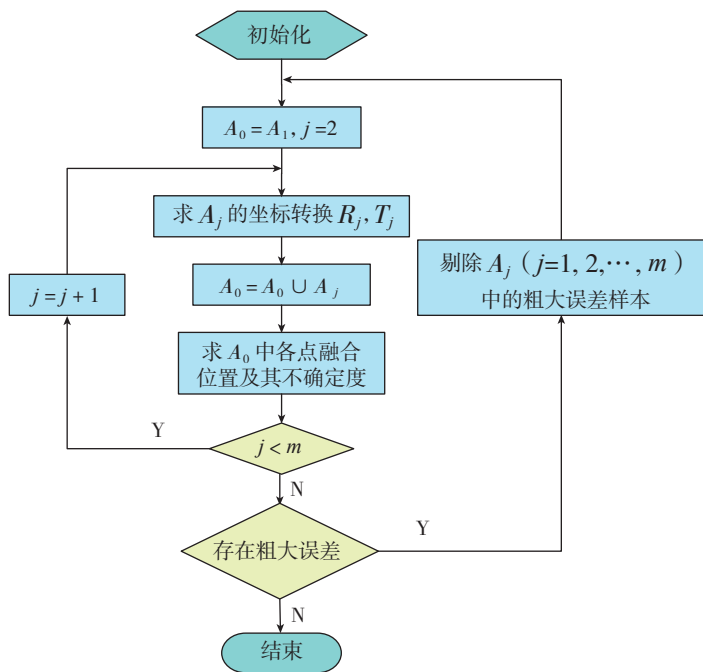 初始化
A₀ = A₁, j = 2
求 Aⱼ 的坐标转换 Rⱼ, Tⱼ
剔除 Aⱼ（j=1, 2, ⋯, m）
中的粗大误差样本
j = j + 1
A₀ = A₀ ∪ Aⱼ
求 A₀ 中各点融合
位置及其不确定度
Y
j < m
N
Y
存在粗大误差
N
结束